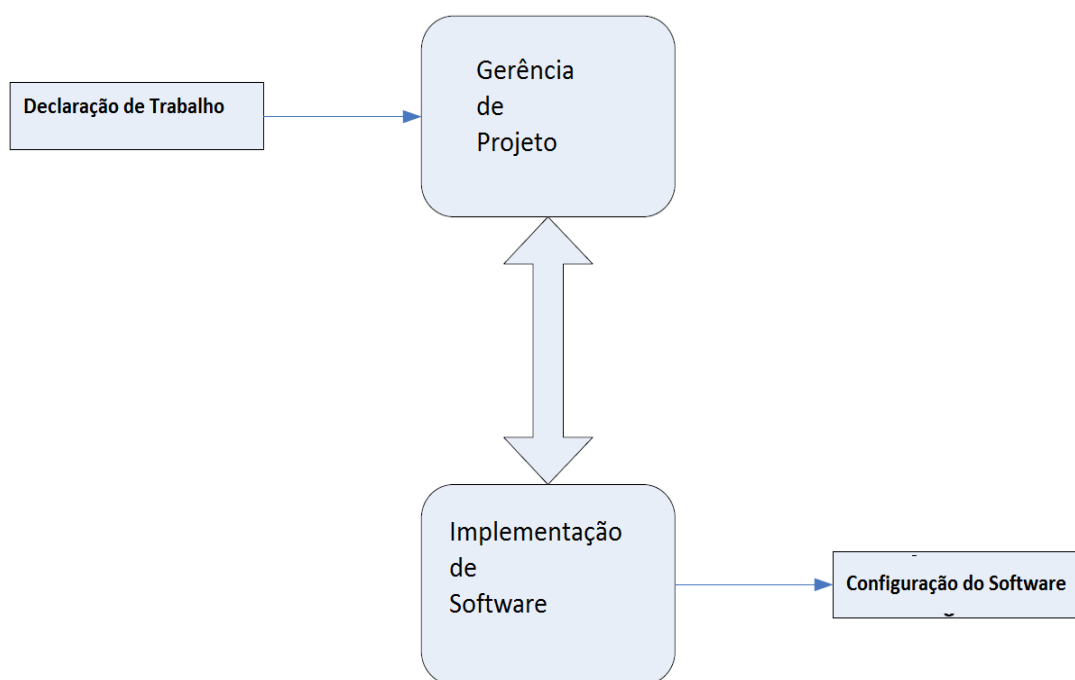 Gerência
de
Projeto
Declaração de Trabalho
Implementação
de
Software
Configuração do Software